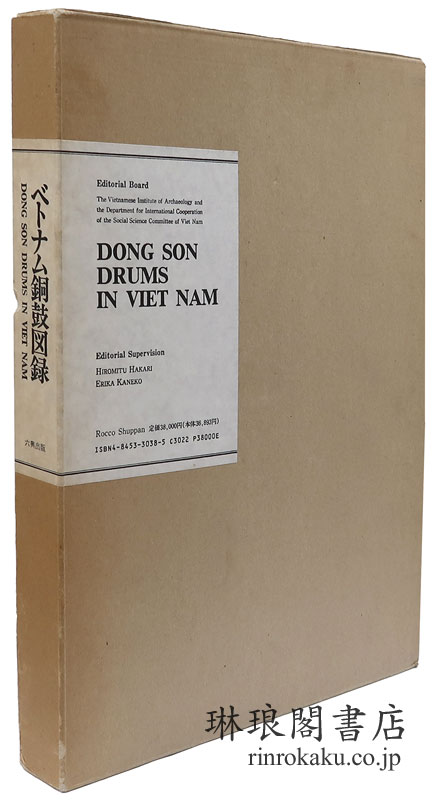 ベトナム銅鼓図録
DONG SON DRUMS IN VIET NAM
六興出版
Editorial Board
The Vietnamese Institute of Archaeology and
the Department for International Cooperation
of the Social Science Committee of Viet Nam
DONG SON
DRUMS
IN VIET NAM
Editorial Supervision
HIROMITU HAKARI
ERIKA KANEKO
Rocco Shuppan 定価38,000円(本体36,893円)
ISBN4-8453-3038-5 C3022 P38000E
琳琅閣書店
rinrokaku.co.jp